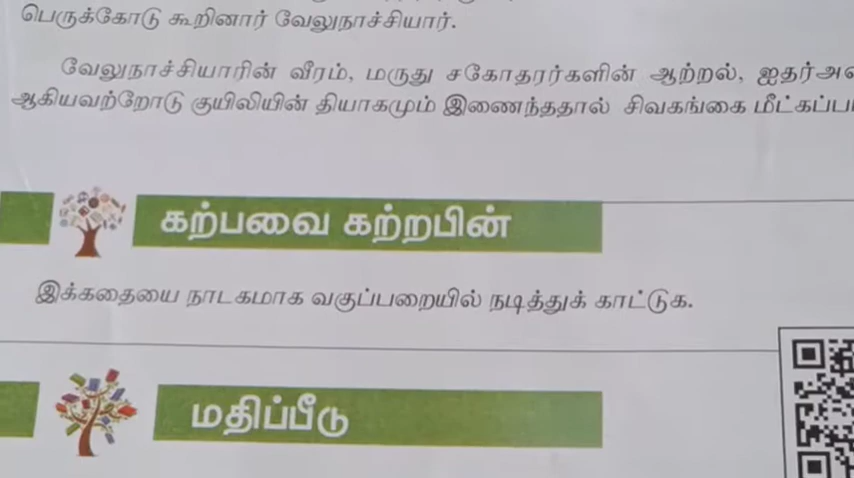 பெருக்கோடு கூறினார் வேலுநாச்சியார்.
வேலுநாச்சியாரின் வீரம், மருது சகோதரர்களின் ஆற்றல்,
ஆகியவற்றோடு குயிலியின் தியாகமும் இணைந்ததால் சிவகங்கை
கற்பவை கற்றபின்
இக்கதையை நாடகமாக வகுப்பறையில் நடித்துக் காட்டுக.
மதிப்பீடு